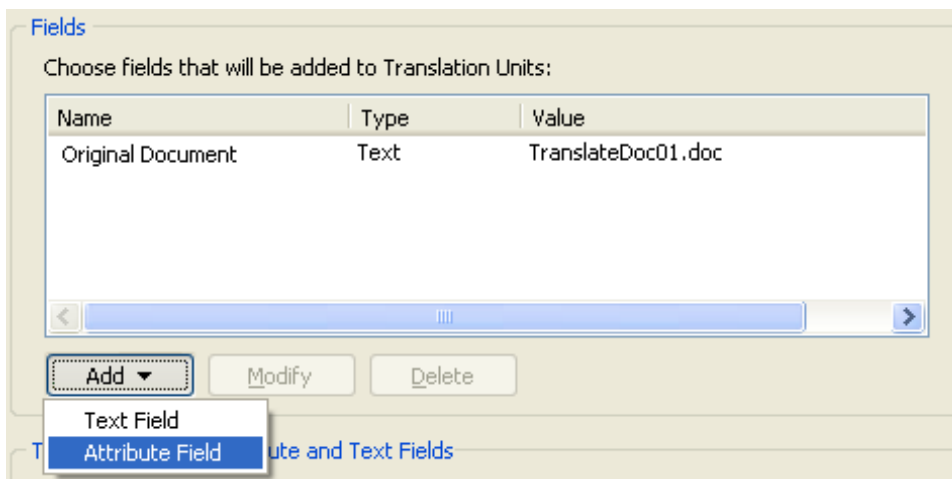 Fields
Choose fields that will be added to Translation Units:
Name Type Value
Original Document Text TranslateDoc01.doc
Add Modify Delete
Text Field
Attribute Field
and Text Fields